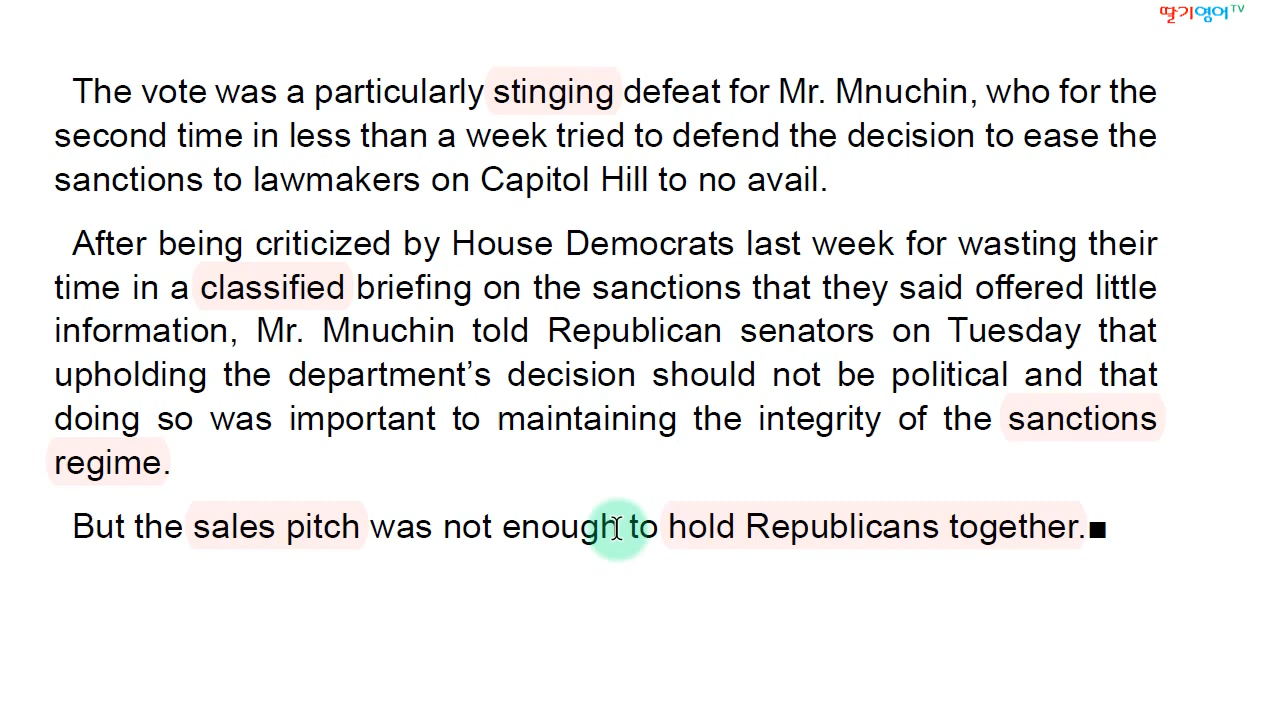 딸기영어TV
The vote was a particularly stinging defeat for Mr. Mnuchin, who for the
second time in less than a week tried to defend the decision to ease the
sanctions to lawmakers on Capitol Hill to no avail.
After being criticized by House Democrats last week for wasting their
time in a classified briefing on the sanctions that they said offered little
information, Mr. Mnuchin told Republican senators on Tuesday that
upholding the department’s decision should not be political and that
doing so was important to maintaining the integrity of the sanctions
regime.
But the sales pitch was not enough to hold Republicans together.■